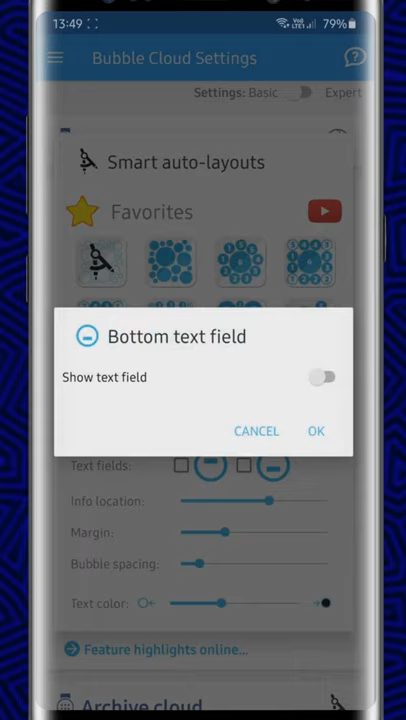 13:49
79%
Bubble Cloud Settings
Settings: Basic Expert
Smart auto-layouts
Favorites
Bottom text field
Show text field
CANCEL OK
Text fields:
Info location:
Margin:
Bubble spacing:
Text color:
Feature highlights online...
Archive cloud